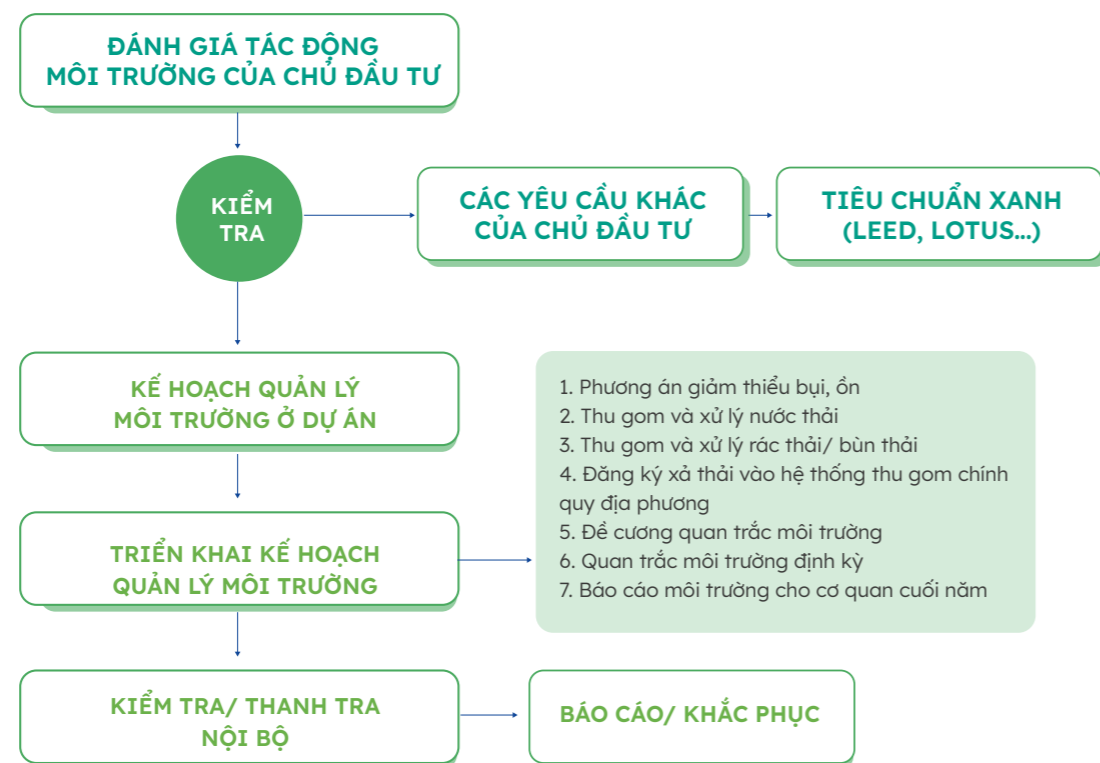 ĐÁNH GIÁ TÁC ĐỘNG
MÔI TRƯỜNG CỦA CHỦ ĐẦU TƯ
KIỂM
TRA
CÁC YÊU CẦU KHÁC
CỦA CHỦ ĐẦU TƯ
TIÊU CHUẨN XANH
(LEED, LOTUS...)
KẾ HOẠCH QUẢN LÝ
MÔI TRƯỜNG Ở DỰ ÁN
TRIỂN KHAI KẾ HOẠCH
QUẢN LÝ MÔI TRƯỜNG
1. Phương án giảm thiểu bụi, ồn
2. Thu gom và xử lý nước thải
3. Thu gom và xử lý rác thải/ bùn thải
4. Đăng ký xả thải vào hệ thống thu gom chính
quy địa phương
5. Đề cương quan trắc môi trường
6. Quan trắc môi trường định kỳ
7. Báo cáo môi trường cho cơ quan cuối năm
KIỂM TRA/ THANH TRA
NỘI BỘ
BÁO CÁO/ KHẮC PHỤC